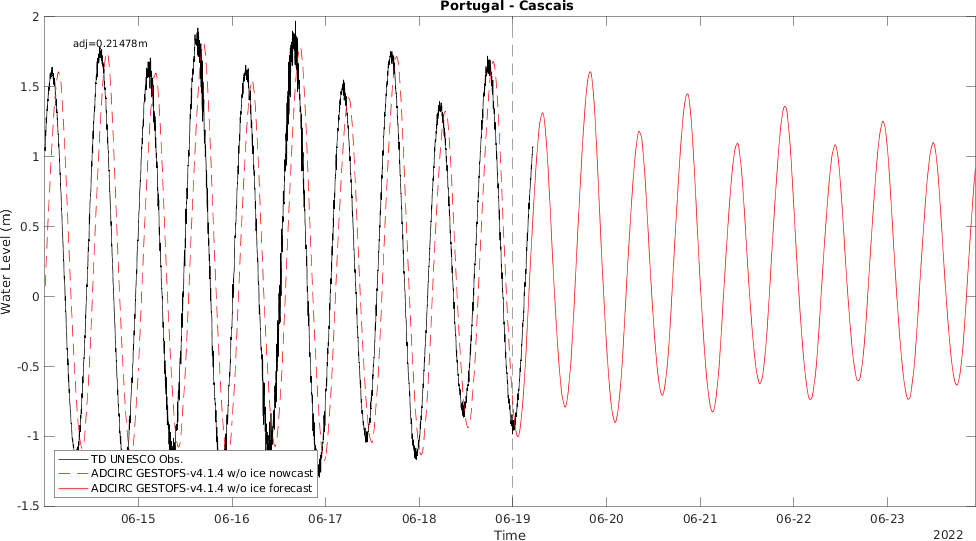 Portugal - Cascais
adj=0.21478m
Water Level (m)
2
1.5
1
0.5
0
-0.5
-1
-1.5
TD UNESCO Obs.
ADCIRC GESTOFS-v4.1.4 w/o ice nowcast
ADCIRC GESTOFS-v4.1.4 w/o ice forecast
06-15 06-16 06-17 06-18 06-19 06-20 06-21 06-22 06-23
Time
2022